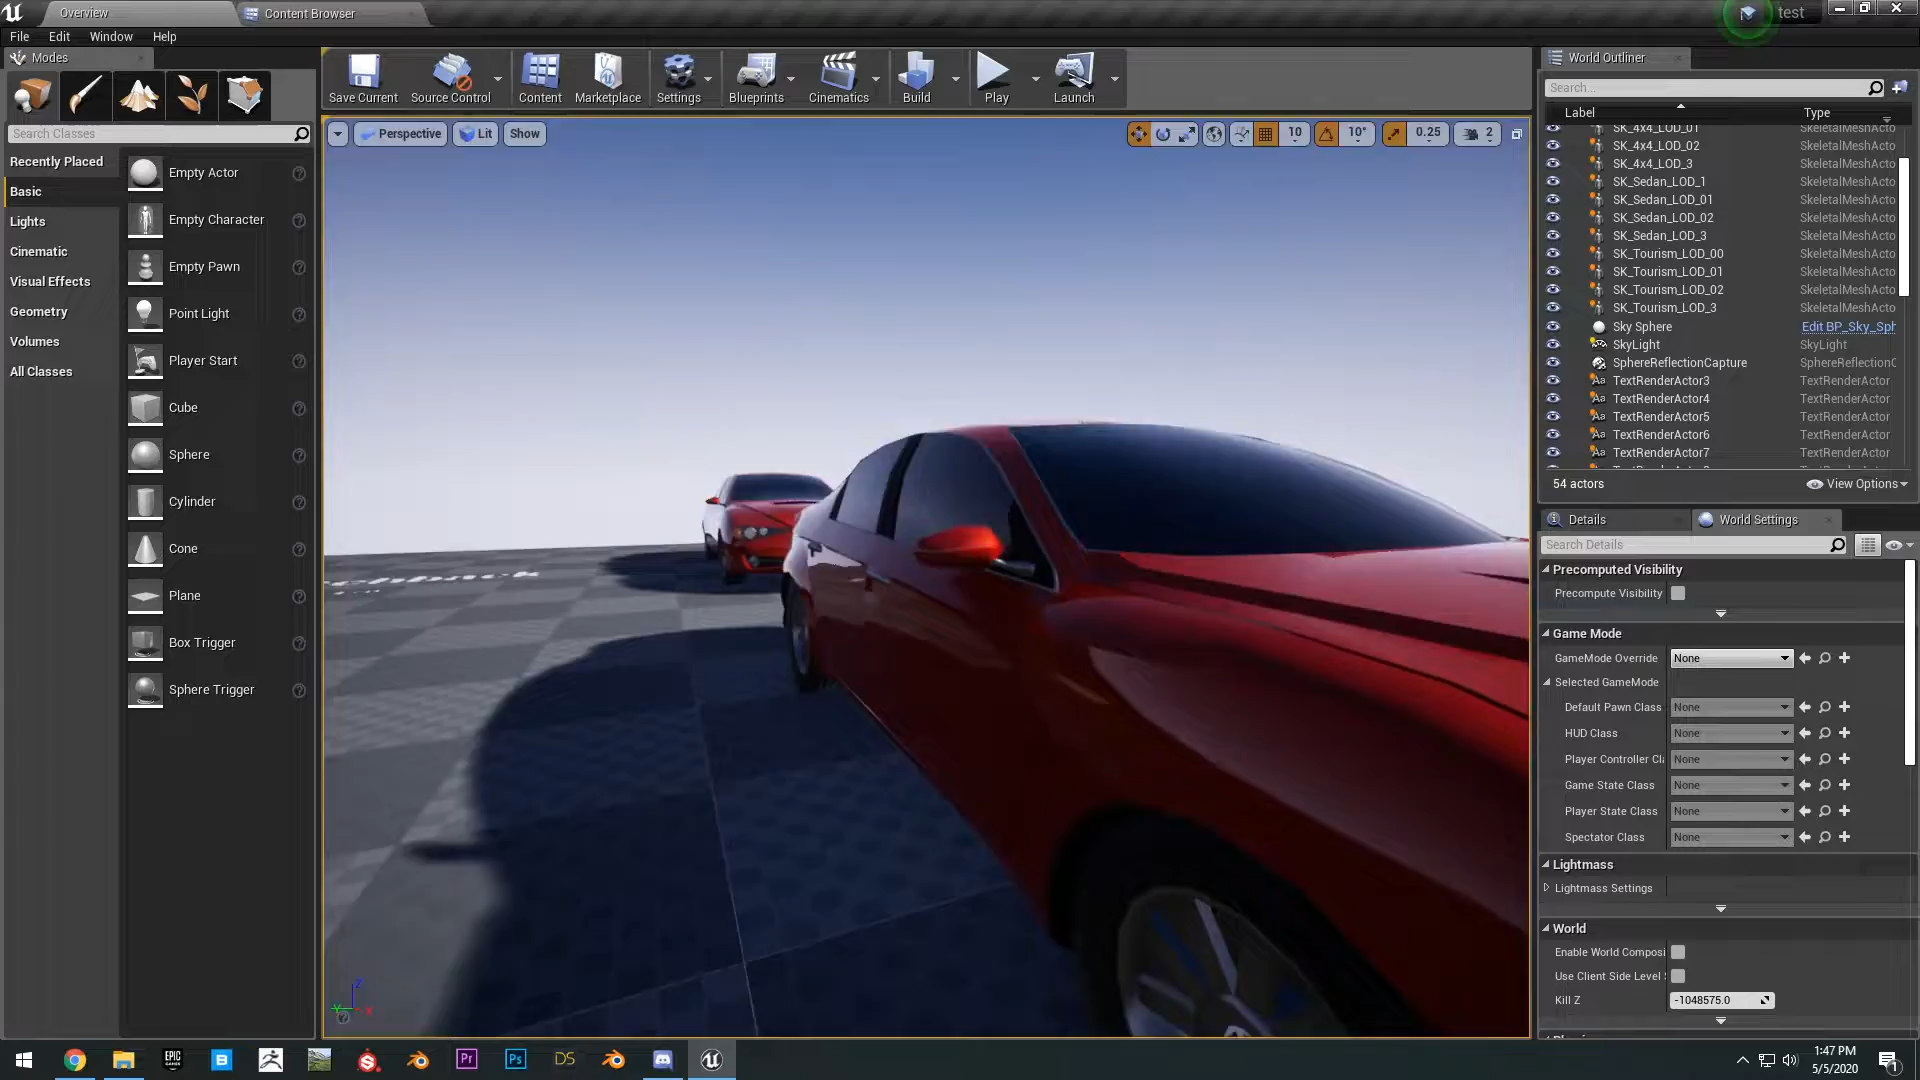 Overview
Content Browser
test
File Edit Window Help
Modes
Search Classes
Recently Placed
Basic
Lights
Cinematic
Visual Effects
Geometry
Volumes
All Classes
Empty Actor
Empty Character
Empty Pawn
Point Light
Player Start
Cube
Sphere
Cylinder
Cone
Plane
Box Trigger
Sphere Trigger
Save Current
Source Control
Content
Marketplace
Settings
Blueprints
Cinematics
Build
Play
Launch
Perspective
Lit
Show
10
10°
0.25
2
World Outliner
Search...
Label Type
SK_4x4_LOD_01 SkeletalMeshActo
SK_4x4_LOD_02 SkeletalMeshActo
SK_4x4_LOD_3 SkeletalMeshActo
SK_Sedan_LOD_1 SkeletalMeshActo
SK_Sedan_LOD_01 SkeletalMeshActo
SK_Sedan_LOD_02 SkeletalMeshActo
SK_Sedan_LOD_3 SkeletalMeshActo
SK_Tourism_LOD_00 SkeletalMeshActo
SK_Tourism_LOD_01 SkeletalMeshActo
SK_Tourism_LOD_02 SkeletalMeshActo
SK_Tourism_LOD_3 SkeletalMeshActo
Sky Sphere Edit BP_Sky_Sph
SkyLight SkyLight
SphereReflectionCapture SphereReflectionC
TextRenderActor3 TextRenderActor
TextRenderActor4 TextRenderActor
TextRenderActor5 TextRenderActor
TextRenderActor6 TextRenderActor
TextRenderActor7 TextRenderActor
54 actors
View Options
Details
World Settings
Search Details
Precomputed Visibility
Precompute Visibility
Game Mode
GameMode Override None
Selected GameMode
Default Pawn Class None
HUD Class None
Player Controller Cl None
Game State Class None
Player State Class None
Spectator Class None
Lightmass
Lightmass Settings
World
Enable World Composi
Use Client Side Level
Kill Z -1048575.0
EPIC GAMES
B
Pr
Ps
DS
1:47 PM
5/5/2020
1